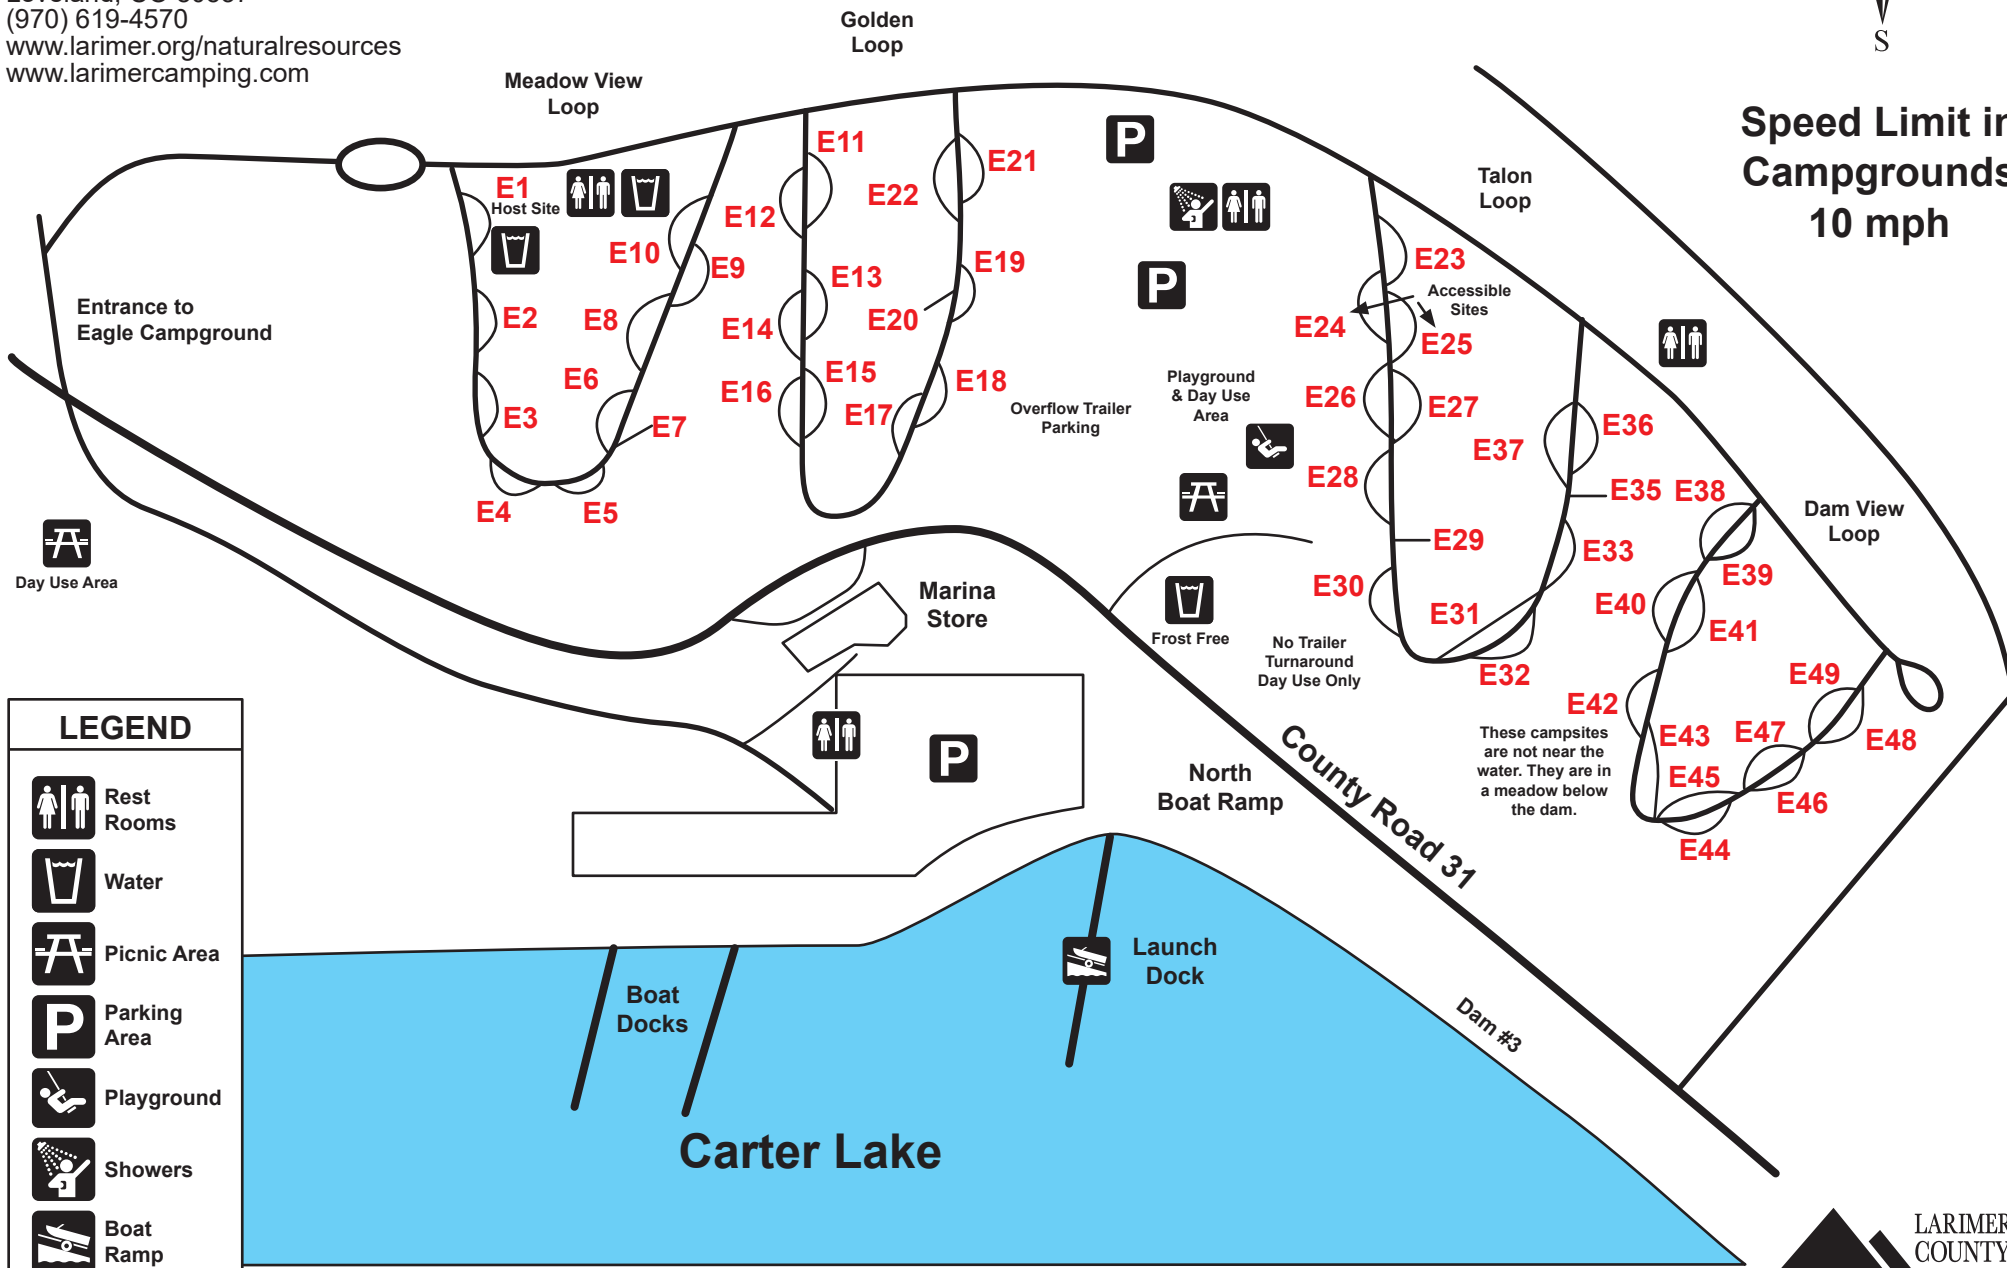 (970) 619-4570
www.larimer.org/naturalresources
www.larimercamping.com
S
Golden
Loop
Meadow View
Loop
Speed Limit in
Campgrounds
10 mph
Talon
Loop
E1
Host Site
E2
E3
E4
E5
E6
E7
E8
E9
E10
E11
E12
E13
E14
E15
E16
E17
E18
E19
E20
E21
E22
P
P
E23
Accessible
Sites
E24
E25
E26
E27
E28
E29
E30
E31
E32
E33
E35
E36
E37
E38
E39
E40
E41
E42
E43
E44
E45
E46
E47
E48
E49
Entrance to
Eagle Campground
Overflow Trailer
Parking
Playground
& Day Use
Area
Dam View
Loop
Day Use Area
Marina
Store
Frost Free
No Trailer
Turnaround
Day Use Only
These campsites
are not near the
water. They are in
a meadow below
the dam.
P
North
Boat Ramp
County Road 31
Launch
Dock
Boat
Docks
Dam #3
Carter Lake
LEGEND
Rest
Rooms
Water
Picnic Area
P
Parking
Area
Playground
Showers
Boat
Ramp
LARIMER
COUNTY